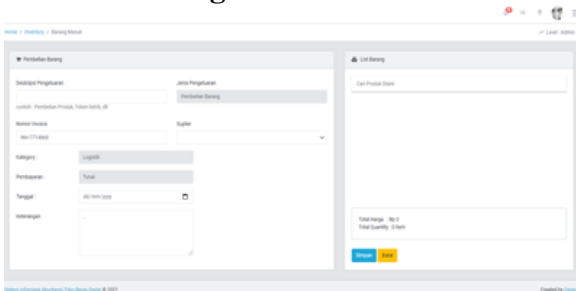 Home / Inventory / Barang Masuk
Level: Admin
Pembelian Barang
Deskripsi Pengeluaran
Jenis Pengeluaran
Pembelian Barang
contoh : Pembelian Produk, Token listrik, dll
Nomor Invoice
Suplier
Kategory :
Logistik
Pembayaran :
Tunai
Tanggal :
dd/mm/yyyy
Keterangan
List Barang
Cari Produk Disini
Total Harga : Rp 0
Total Quantity : 0 Item
Simpan
Batal